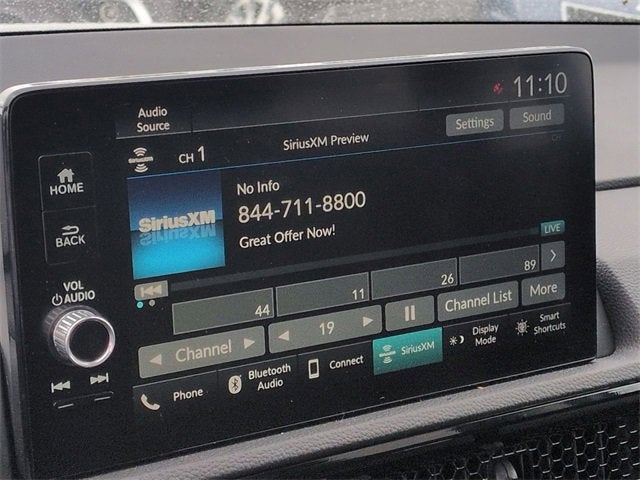 11:10
Audio
Source
Settings
Sound
SiriusXM
CH 1
SiriusXM Preview
CH
HOME
SiriusXM
No Info
844-711-8800
Great Offer Now!
BACK
LIVE
VOL
AUDIO
44
11
26
89
Channel
19
Channel List
More
Phone
Bluetooth
Audio
Connect
SiriusXM
Display
Mode
Smart
Shortcuts